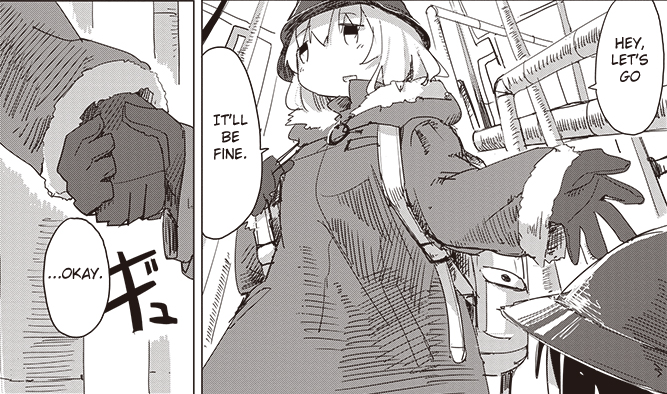 HEY,
LET'S
GO
IT'LL
BE
FINE.
...OKAY.
ギュ